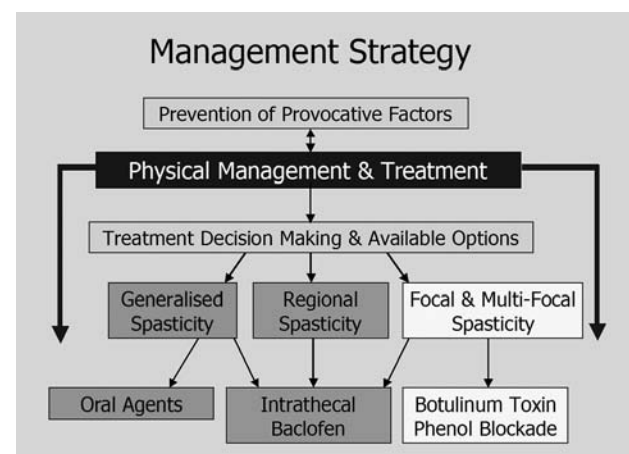 Management Strategy
Prevention of Provocative Factors
Physical Management & Treatment
Treatment Decision Making & Available Options
Generalised
Spasticity
Regional
Spasticity
Focal & Multi-Focal
Spasticity
Oral Agents
Intrathecal
Baclofen
Botulinum Toxin
Phenol Blockade